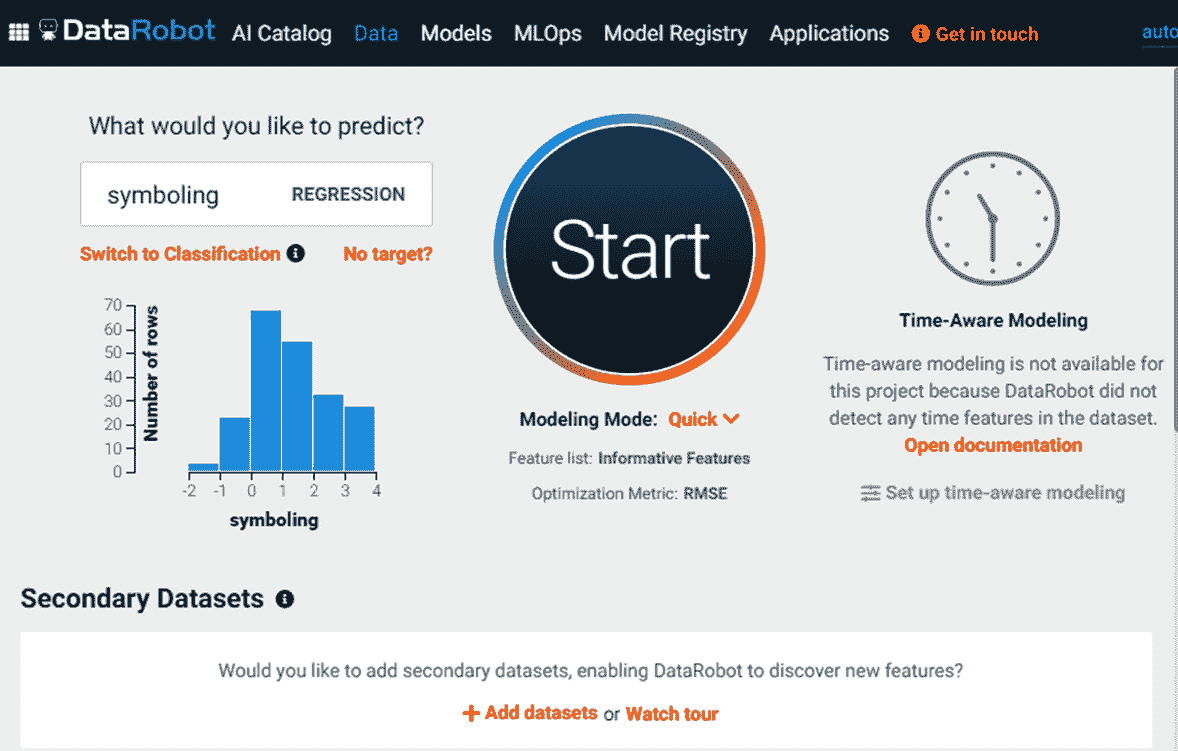 DataRobot AI Catalog Data Models MLOps Model Registry Applications Get in touch auto
What would you like to predict?
symboling REGRESSION
Switch to Classification No target?
70
60
50
40
30
20
10
0
Number of rows
-2 -1 0 1 2 3 4
symboling
Start
Modeling Mode: Quick
Feature list: Informative Features
Optimization Metric: RMSE
Time-Aware Modeling
Time-aware modeling is not available for
this project because DataRobot did not
detect any time features in the dataset.
Open documentation
Set up time-aware modeling
Secondary Datasets
Would you like to add secondary datasets, enabling DataRobot to discover new features?
+ Add datasets or Watch tour